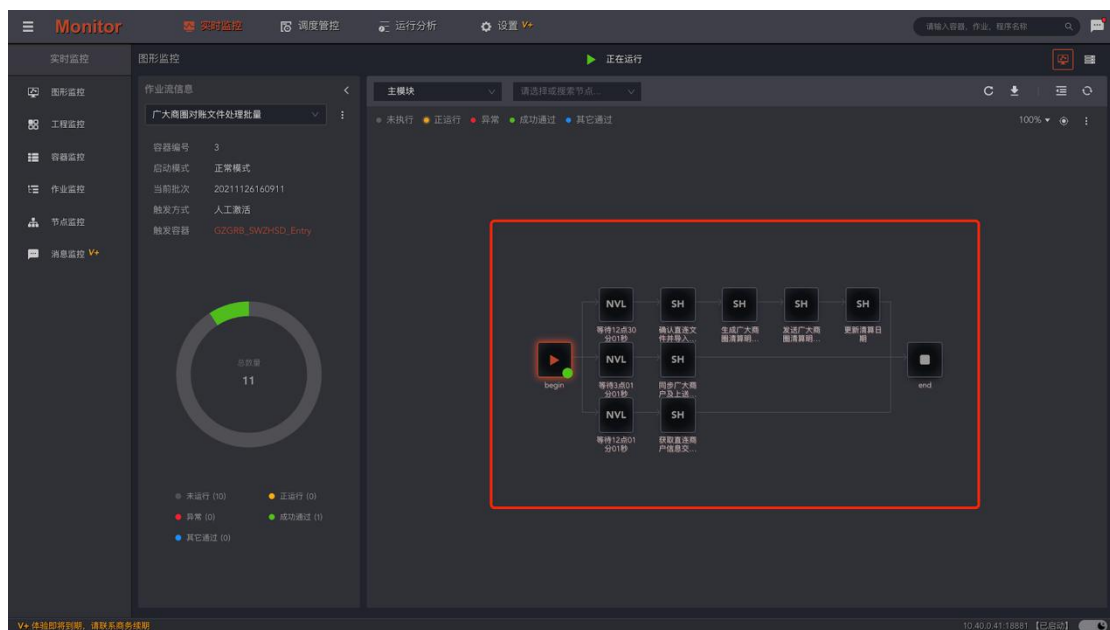 Monitor
实时监控
调度管控
运行分析
设置 V+
请输入容器, 作业, 程序名称
实时监控
图形监控
正在运行
图形监控
工程监控
容器监控
作业监控
节点监控
消息监控 V+
作业流信息
广大商圈对账文件处理批量
容器编号 3
启动模式 正常模式
当前批次 20211126160911
触发方式 人工激活
触发容器 GZGRB_SWZHSD_Entry
总数量
11
未运行 (10)
正运行 (0)
异常 (0)
成功通过 (1)
其它通过 (0)
主模块
请选择或搜索节点...
未执行 正运行 异常 成功通过 其它通过
100%
NVL
SH
SH
SH
SH
等待12点30
分01秒
确认直连文
件并导入...
生成广大商
圈清算明...
发送广大商
圈清算明...
更新清算日
期
begin
NVL
SH
end
等待3点01
分01秒
同步广大商
户及上送...
NVL
SH
等待12点01
分01秒
获取直连商
户信息交...
V+ 体验即将到期, 请联系商务续期
10.40.0.41:18881 【已启动】